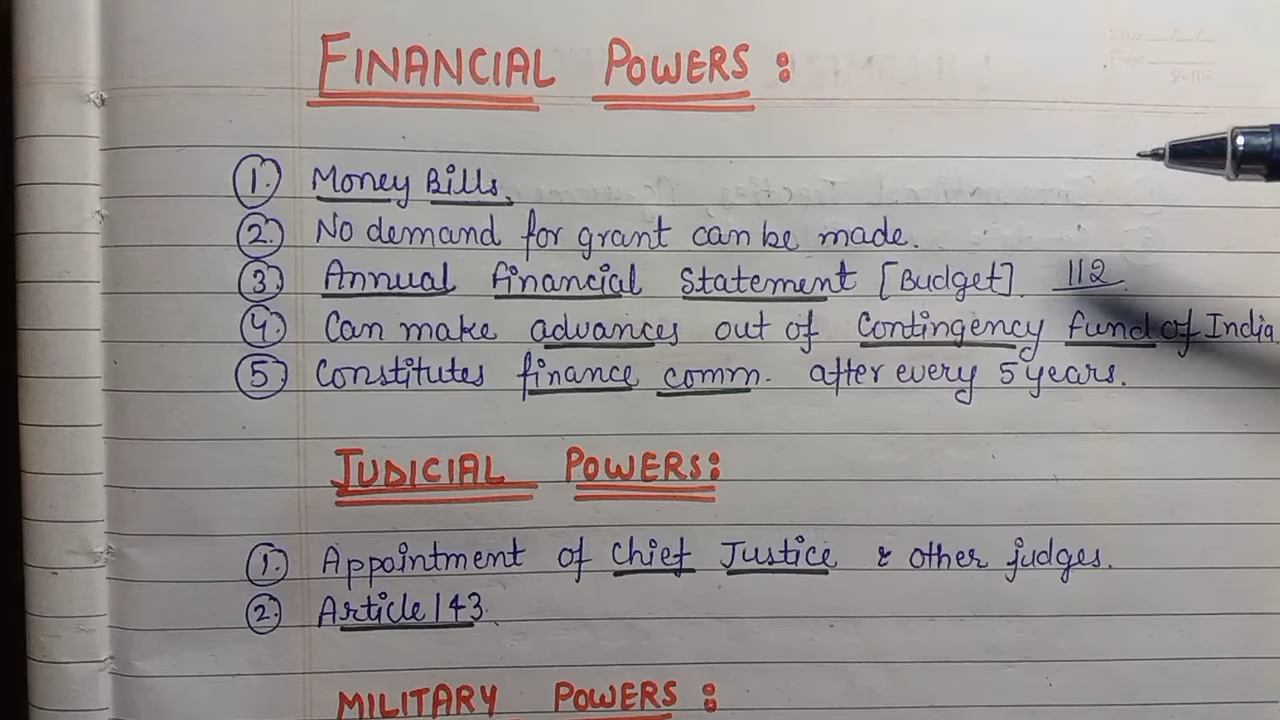 FINANCIAL POWERS :
1. Money Bills.
2. No demand for grant can be made.
3. Annual financial Statement [Budget]. 112
4. Can make advances out of Contingency fund of India.
5 Constitutes finance comm. after every 5 years.
JUDICIAL POWERS:
1. Appointment of Chief Justice & other judges.
2. Article 143.
MILITARY POWERS :